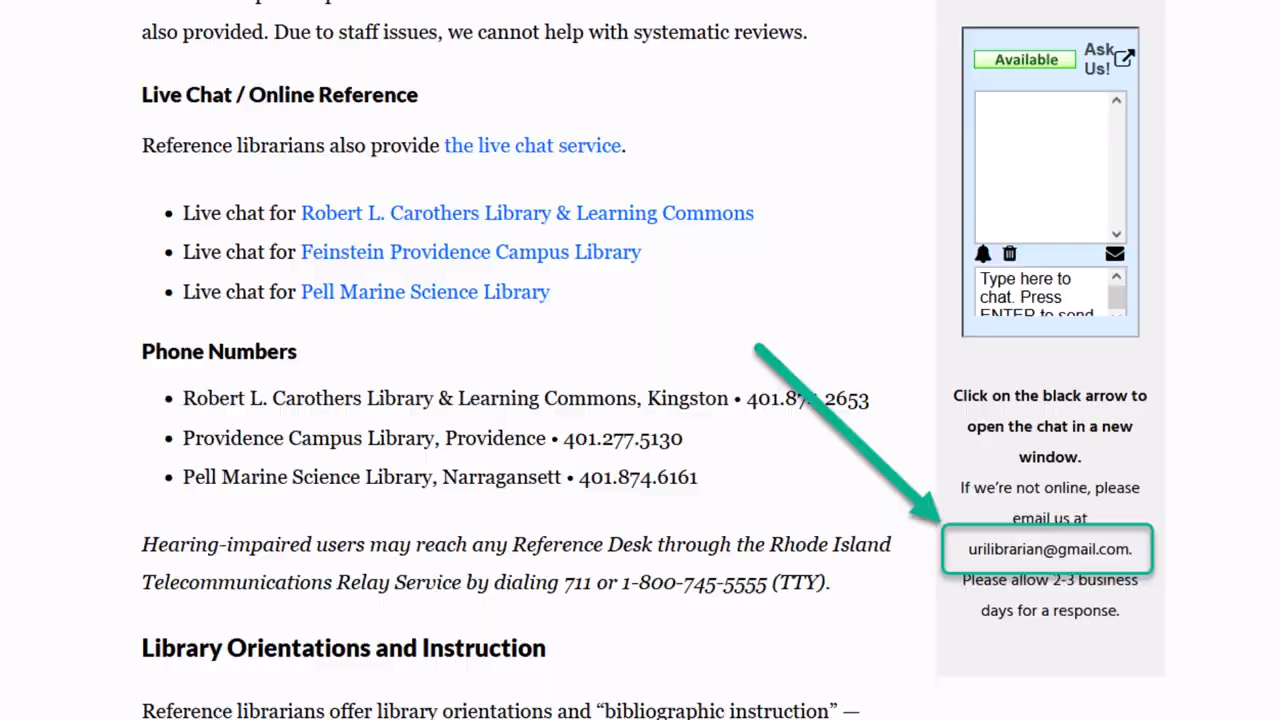 also provided. Due to staff issues, we cannot help with systematic reviews.
Live Chat / Online Reference
Reference librarians also provide the live chat service.
• Live chat for Robert L. Carothers Library & Learning Commons
• Live chat for Feinstein Providence Campus Library
• Live chat for Pell Marine Science Library
Phone Numbers
• Robert L. Carothers Library & Learning Commons, Kingston •
• Providence Campus Library, Providence • 401.277.5130
• Pell Marine Science Library, Narragansett • 401.874.6161
Hearing-impaired users may reach any Reference Desk through the Rhode Island
Telecommunications Relay Service by dialing 711 or 1-800-745-5555 (TTY).
Library Orientations and Instruction
Reference librarians offer library orientations and “bibliographic instruction” —
Available
Ask
Us!
Type here to
chat. Press
ENTER to send
Click on the black arrow to
open the chat in a new
window.
If we’re not online, please
email us at
urilibrarian@gmail.com.
Please allow 2-3 business
days for a response.